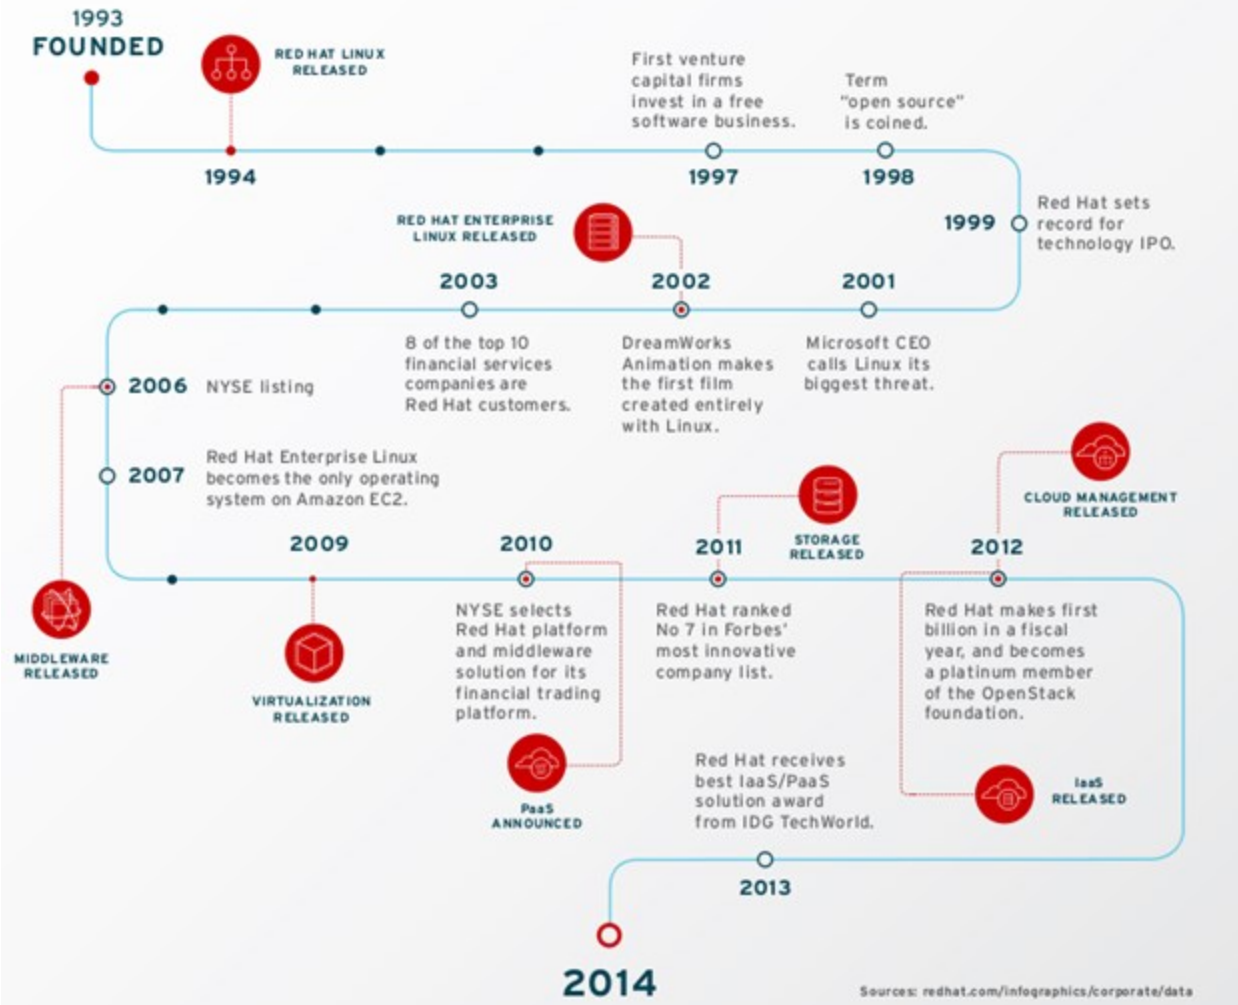 1993
FOUNDED
RED HAT LINUX
RELEASED
1994
First venture
capital firms
invest in a free
software business.
1997
Term
“open source”
is coined.
1998
1999
Red Hat sets
record for
technology IPO.
2001
Microsoft CEO
calls Linux its
biggest threat.
RED HAT ENTERPRISE
LINUX RELEASED
2002
DreamWorks
Animation makes
the first film
created entirely
with Linux.
2003
8 of the top 10
financial services
companies are
Red Hat customers.
2006
NYSE listing
MIDDLEWARE
RELEASED
2007
Red Hat Enterprise Linux
becomes the only operating
system on Amazon EC2.
2009
VIRTUALIZATION
RELEASED
2010
NYSE selects
Red Hat platform
and middleware
solution for its
financial trading
platform.
PaaS
ANNOUNCED
2011
STORAGE
RELEASED
Red Hat ranked
No 7 in Forbes’
most innovative
company list.
2012
CLOUD MANAGEMENT
RELEASED
Red Hat makes first
billion in a fiscal
year, and becomes
a platinum member
of the OpenStack
foundation.
IaaS
RELEASED
Red Hat receives
best IaaS/PaaS
solution award
from IDG TechWorld.
2013
2014
Sources: redhat.com/infographics/corporate/data